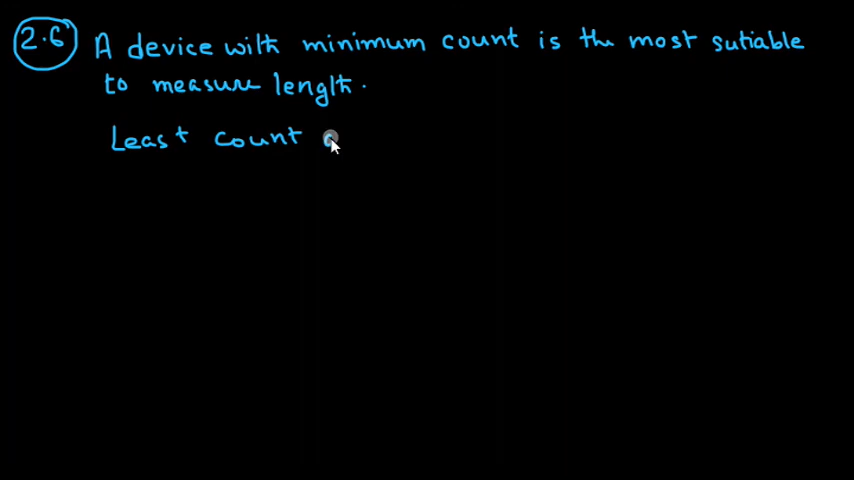 2.6 A device with minimum count is the most sutiable
to measure length.
Least count